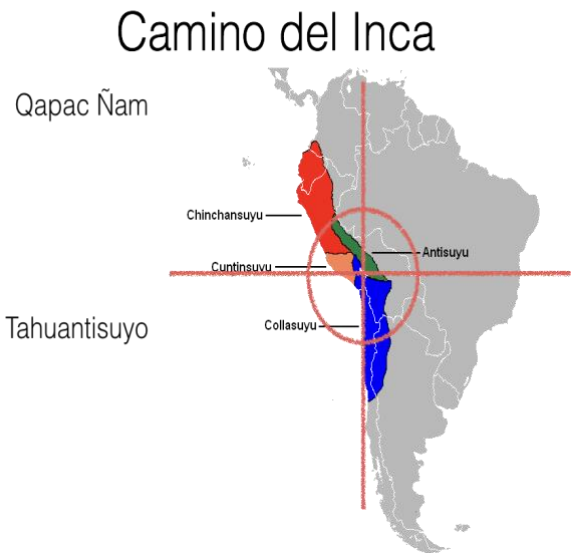 Camino del Inca
Qapac Ñam
Chinchansuyu
Antisuyu
Cuntinsuyu
Tahuantisuyo
Collasuyu